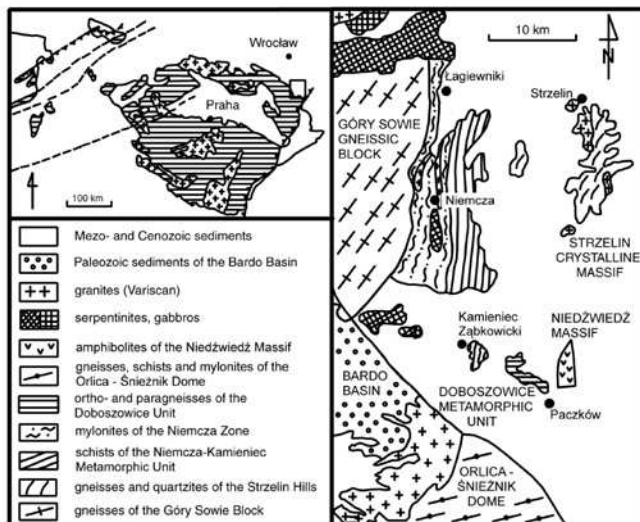 Wrocław
Praha
100 km
Mezo- and Cenozoic sediments
Paleozoic sediments of the Bardo Basin
granites (Variscan)
serpentinites, gabbros
amphibolites of the Niedźwiedź Massif
gneisses, schists and mylonites of the
Orlica - Śnieżnik Dome
ortho- and paragneisses of the
Doboszowice Unit
mylonites of the Niemcza Zone
schists of the Niemcza-Kamieniec
Metamorphic Unit
gneisses and quartzites of the Strzelin Hills
gneisses of the Góry Sowie Block
10 km
N
Łagiewniki
Strzelin
GÓRY SOWIE
GNEISSIC
BLOCK
Niemcza
STRZELIN
CRYSTALLINE
MASSIF
Kamieniec
Ząbkowicki
NIEDŹWIEDŹ
MASSIF
BARDO
BASIN
DOBOSZOWICE
METAMORPHIC
UNIT
Paczków
ORLICA -
ŚNIEŻNIK
DOME